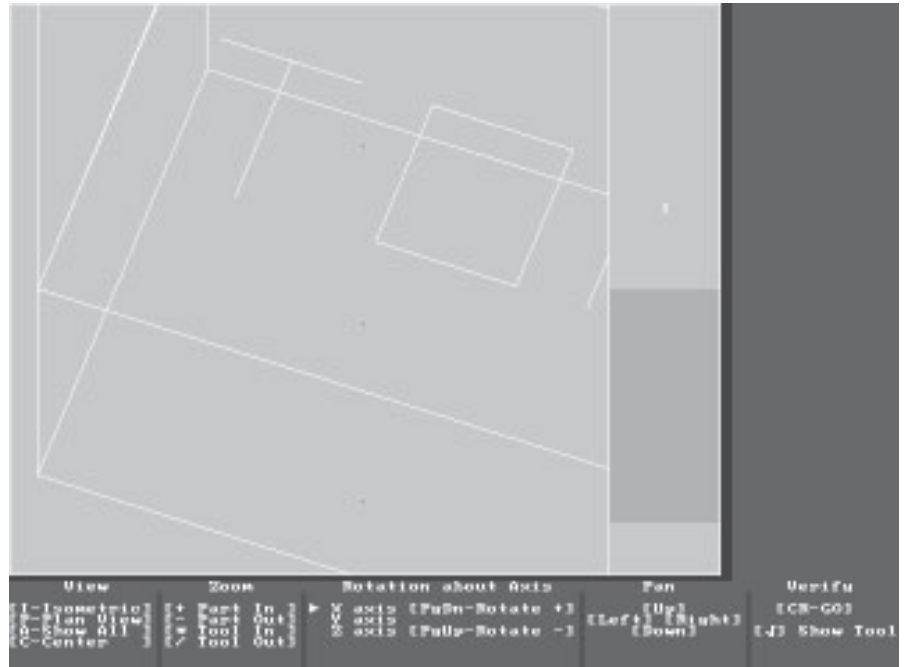 View Zoom Rotation about Axis Pan Verify
[I-Isometric] [+ Part In ] ► X axis [PgDn-Rotate +] [Up] [CR-GO]
[P-Plan View] [- Part Out] Y axis [Left] [Right]
[A-Show All ] [* Tool In ] Z axis [PgUp-Rotate -] [Down] [√] Show Tool
[C-Center ] [/ Tool Out]